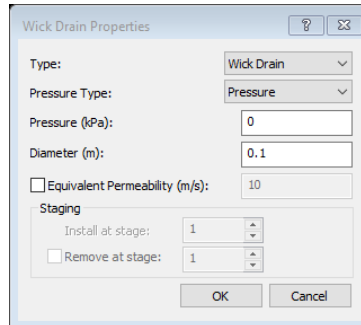 Wick Drain Properties
Type: Wick Drain
Pressure Type: Pressure
Pressure (kPa): 0
Diameter (m): 0.1
Equivalent Permeability (m/s): 10
Staging
Install at stage: 1
Remove at stage: 1
OK Cancel